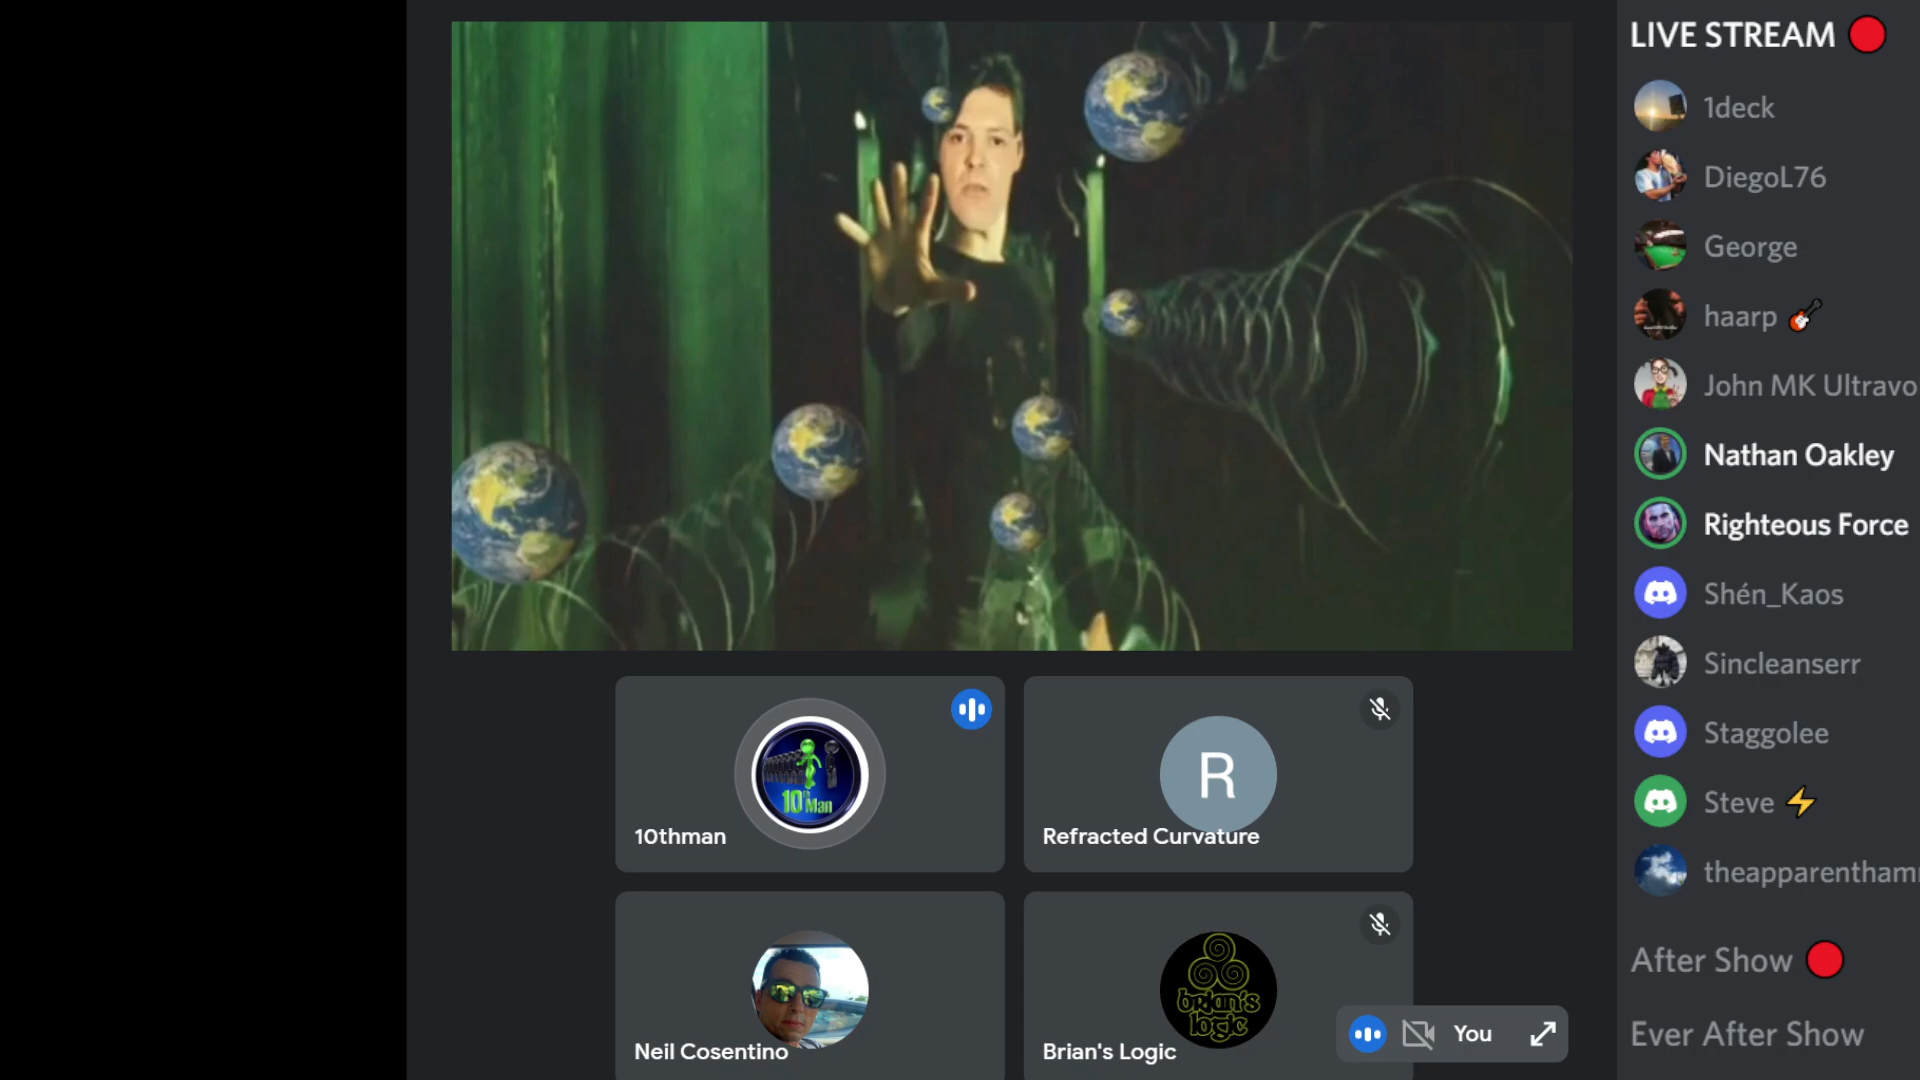 LIVE STREAM
1deck
DiegoL76
George
haarp
John MK Ultravo
Nathan Oakley
Righteous Force
Shén_Kaos
Sincleanserr
Staggolee
Steve
theapparentham
After Show
Ever After Show
10th Man
10thman
R
Refracted Curvature
Neil Cosentino
brian's
logic
Brian's Logic
You